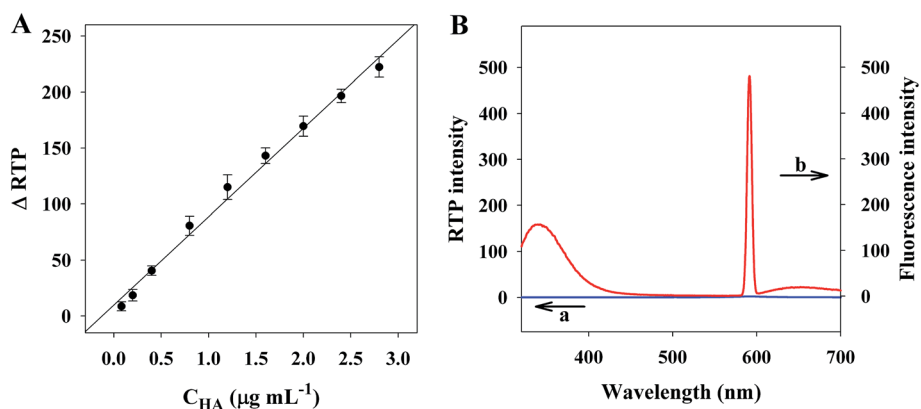 A
Δ RTP
250
200
150
100
50
0
0.0 0.5 1.0 1.5 2.0 2.5 3.0
C_HA (μg mL⁻¹)
B
RTP intensity
500
400
300
200
100
0
b
a
500
400
300
200
100
0
Fluorescence intensity
400 500 600 700
Wavelength (nm)